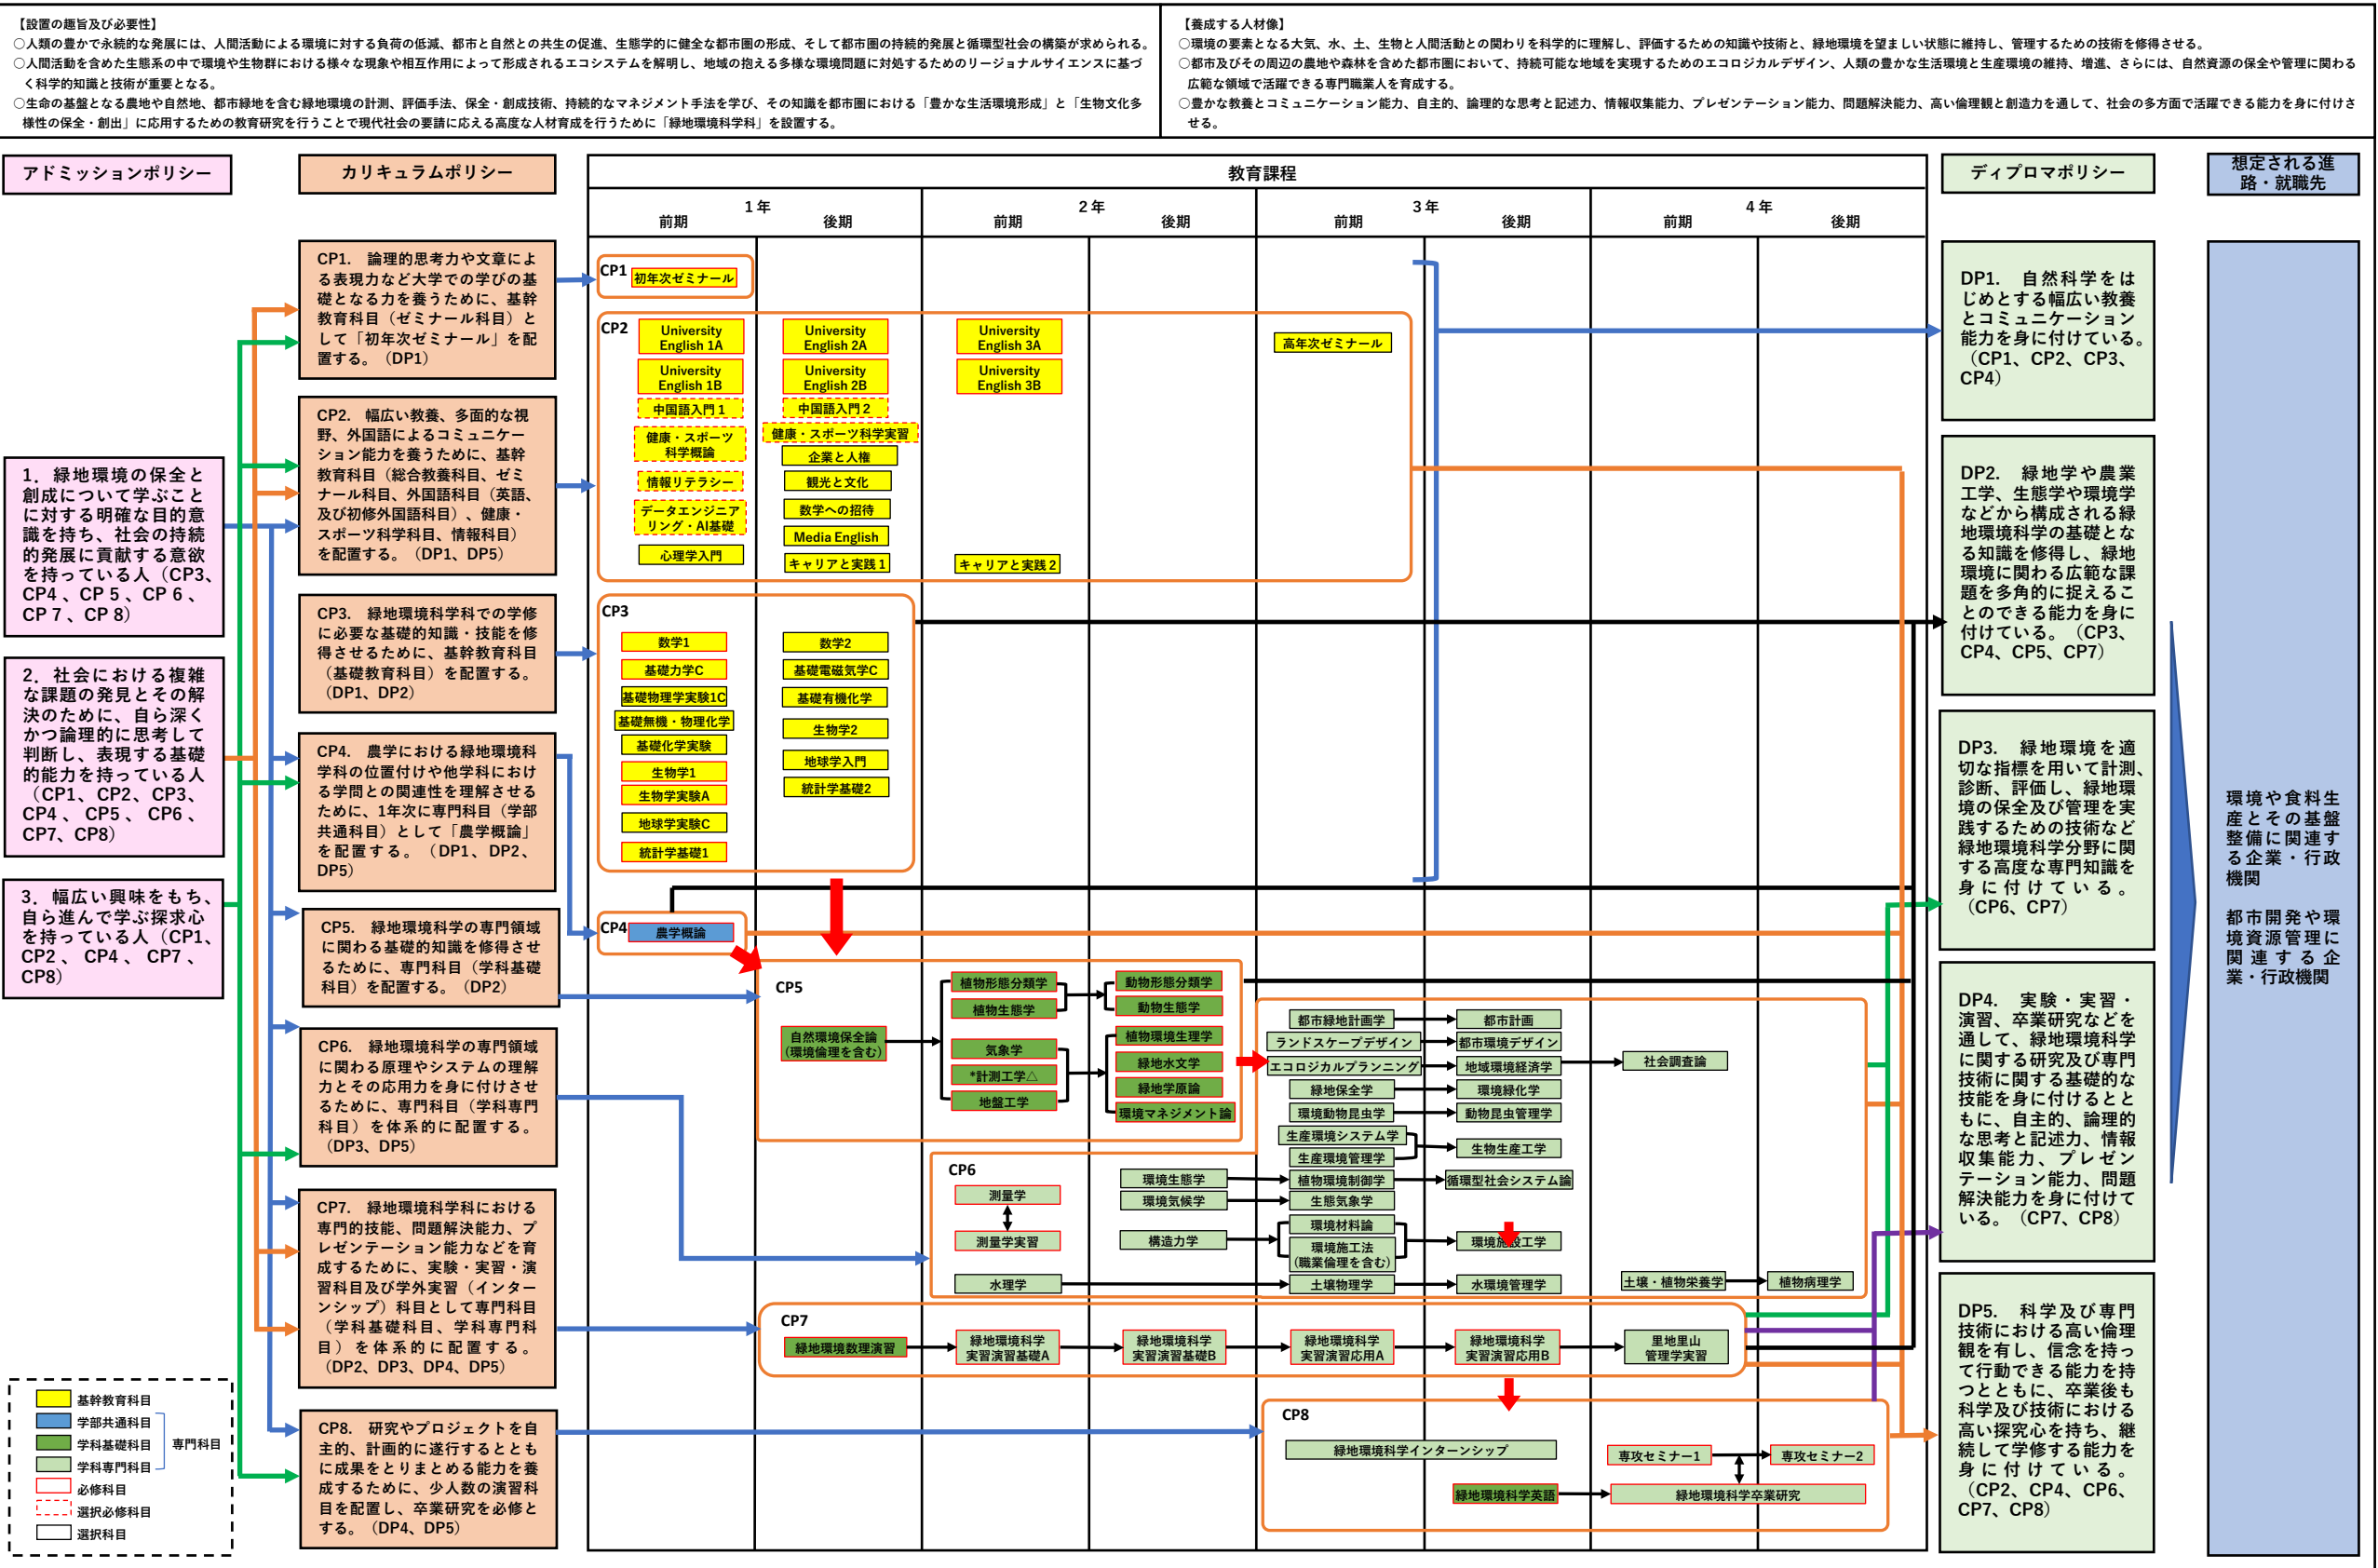 【設置の趣旨及び必要性】
○人類の豊かで永続的な発展には、人間活動による環境に対する負荷の低減、都市と自然との共生の促進、生態学的に健全な都市圏の形成、そして都市圏の持続的発展と循環型社会の構築が求められる。
○人間活動を含めた生態系の中で環境や生物群における様々な現象や相互作用によって形成されるエコシステムを解明し、地域の抱える多様な環境問題に対処するためのリージョナルサイエンスに基づ
く科学的知識と技術が重要となる。
○生命の基盤となる農地や自然地、都市緑地を含む緑地環境の計測、評価手法、保全・創成技術、持続的なマネジメント手法を学び、その知識を都市圏における「豊かな生活環境形成」と「生物文化多
様性の保全・創出」に応用するための教育研究を行うことで現代社会の要請に応える高度な人材育成を行うために「緑地環境科学科」を設置する。
【養成する人材像】
○環境の要素となる大気、水、土、生物と人間活動との関わりを科学的に理解し、評価するための知識や技術と、緑地環境を望ましい状態に維持し、管理するための技術を修得させる。
○都市及びその周辺の農地や森林を含めた都市圏において、持続可能な地域を実現するためのエコロジカルデザイン、人類の豊かな生活環境と生産環境の維持、増進、さらには、自然資源の保全や管理に関わる
広範な領域で活躍できる専門職業人を育成する。
○豊かな教養とコミュニケーション能力、自主的、論理的な思考と記述力、情報収集能力、プレゼンテーション能力、問題解決能力、高い倫理観と創造力を通して、社会の多方面で活躍できる能力を身に付けさ
せる。
アドミッションポリシー
1. 緑地環境の保全と
創成について学ぶこと
に対する明確な目的意
識を持ち、社会の持続
的発展に貢献する意欲
を持っている人（CP3、
CP4 、CP 5 、CP 6 、
CP 7 、CP 8）
2. 社会における複雑
な課題の発見とその解
決のために、自ら深く
かつ論理的に思考して
判断し、表現する基礎
的能力を持っている人
（CP1、CP2、CP3、
CP4 、 CP5 、 CP6 、
CP7、CP8）
3. 幅広い興味をもち、
自ら進んで学ぶ探求心
を持っている人（CP1、
CP2 、 CP4 、 CP7 、
CP8）
基幹教育科目
学部共通科目
学科基礎科目
学科専門科目
専門科目
必修科目
選択必修科目
選択科目
カリキュラムポリシー
CP1. 論理的思考力や文章によ
る表現力など大学での学びの基
礎となる力を養うために、基幹
教育科目（ゼミナール科目）と
して「初年次ゼミナール」を配
置する。（DP1）
CP2. 幅広い教養、多面的な視
野、外国語によるコミュニケー
ション能力を養うために、基幹
教育科目（総合教養科目、ゼミ
ナール科目、外国語科目（英語、
及び初修外国語科目）、健康・
スポーツ科学科目、情報科目）
を配置する。（DP1、DP5）
CP3. 緑地環境科学科での学修
に必要な基礎的知識・技能を修
得させるために、基幹教育科目
（基礎教育科目）を配置する。
（DP1、DP2）
CP4. 農学における緑地環境科
学科の位置付けや他学科におけ
る学問との関連性を理解させる
ために、1年次に専門科目（学部
共通科目）として「農学概論」
を配置する。（DP1、DP2、
DP5）
CP5. 緑地環境科学の専門領域
に関わる基礎的知識を修得させ
るために、専門科目（学科基礎
科目）を配置する。（DP2）
CP6. 緑地環境科学の専門領域
に関わる原理やシステムの理解
力とその応用力を身に付けさせ
るために、専門科目（学科専門
科目）を体系的に配置する。
（DP3、DP5）
CP7. 緑地環境科学科における
専門的技能、問題解決能力、プ
レゼンテーション能力などを育
成するために、実験・実習・演
習科目及び学外実習（インター
ンシップ）科目として専門科目
（学科基礎科目、学科専門科
目）を体系的に配置する。
（DP2、DP3、DP4、DP5）
CP8. 研究やプロジェクトを自
主的、計画的に遂行するととも
に成果をとりまとめる能力を養
成するために、少人数の演習科
目を配置し、卒業研究を必修と
する。（DP4、DP5）
教育課程
1 年
2 年
3 年
4 年
前期
後期
前期
後期
前期
後期
前期
後期
CP1
初年次ゼミナール
CP2
University
English 1A
University
English 2A
University
English 3A
高年次ゼミナール
University
English 1B
University
English 2B
University
English 3B
中国語入門 1
中国語入門 2
健康・スポーツ
科学概論
健康・スポーツ科学実習
企業と人権
情報リテラシー
観光と文化
データエンジニア
リング・AI基礎
数学への招待
Media English
心理学入門
キャリアと実践 1
キャリアと実践 2
CP3
数学1
数学2
基礎力学C
基礎電磁気学C
基礎物理学実験1C
基礎有機化学
基礎無機・物理化学
生物学2
基礎化学実験
地球学入門
生物学1
統計学基礎2
生物学実験A
地球学実験C
統計学基礎1
CP4
農学概論
CP5
自然環境保全論
(環境倫理を含む)
植物形態分類学
植物生態学
気象学
*計測工学△
地盤工学
動物形態分類学
動物生態学
植物環境生理学
緑地水文学
緑地学原論
環境マネジメント論
都市緑地計画学
都市計画
ランドスケープデザイン
都市環境デザイン
エコロジカルプランニング
地域環境経済学
社会調査論
緑地保全学
環境緑化学
環境動物昆虫学
動物昆虫管理学
生産環境システム学
生産環境管理学
生物生産工学
CP6
測量学
測量学実習
水理学
環境生態学
植物環境制御学
循環型社会システム論
環境気候学
生態気象学
構造力学
環境材料論
環境施工法
(職業倫理を含む)
環境施設工学
土壌物理学
水環境管理学
土壌・植物栄養学
植物病理学
CP7
緑地環境数理演習
緑地環境科学
実習演習基礎A
緑地環境科学
実習演習基礎B
緑地環境科学
実習演習応用A
緑地環境科学
実習演習応用B
里地里山
管理学実習
CP8
緑地環境科学インターンシップ
専攻セミナー1
専攻セミナー2
緑地環境科学英語
緑地環境科学卒業研究
ディプロマポリシー
DP1. 自然科学をは
じめとする幅広い教養
とコミュニケーション
能力を身に付けている。
（CP1、CP2、CP3、
CP4）
DP2. 緑地学や農業
工学、生態学や環境学
などから構成される緑
地環境科学の基礎とな
る知識を修得し、緑地
環境に関わる広範な課
題を多角的に捉えるこ
とのできる能力を身に
付けている。（CP3、
CP4、CP5、CP7）
DP3. 緑地環境を適
切な指標を用いて計測、
診断、評価し、緑地環
境の保全及び管理を実
践するための技術など
緑地環境科学分野に関
する高度な専門知識を
身に付けている。
（CP6、CP7）
DP4. 実験・実習・
演習、卒業研究などを
通して、緑地環境科学
に関する研究及び専門
技術に関する基礎的な
技能を身に付けるとと
もに、自主的、論理的
な思考と記述力、情報
収集能力、プレゼン
テーション能力、問題
解決能力を身に付けて
いる。（CP7、CP8）
DP5. 科学及び専門
技術における高い倫理
観を有し、信念を持っ
て行動できる能力を持
つとともに、卒業後も
科学及び技術における
高い探究心を持ち、継
続して学修する能力を
身に付けている。
（CP2、CP4、CP6、
CP7、CP8）
想定される進
路・就職先
環境や食料生
産とその基盤
整備に関連す
る企業・行政
機関
都市開発や環
境資源管理に
関連する企
業・行政機関